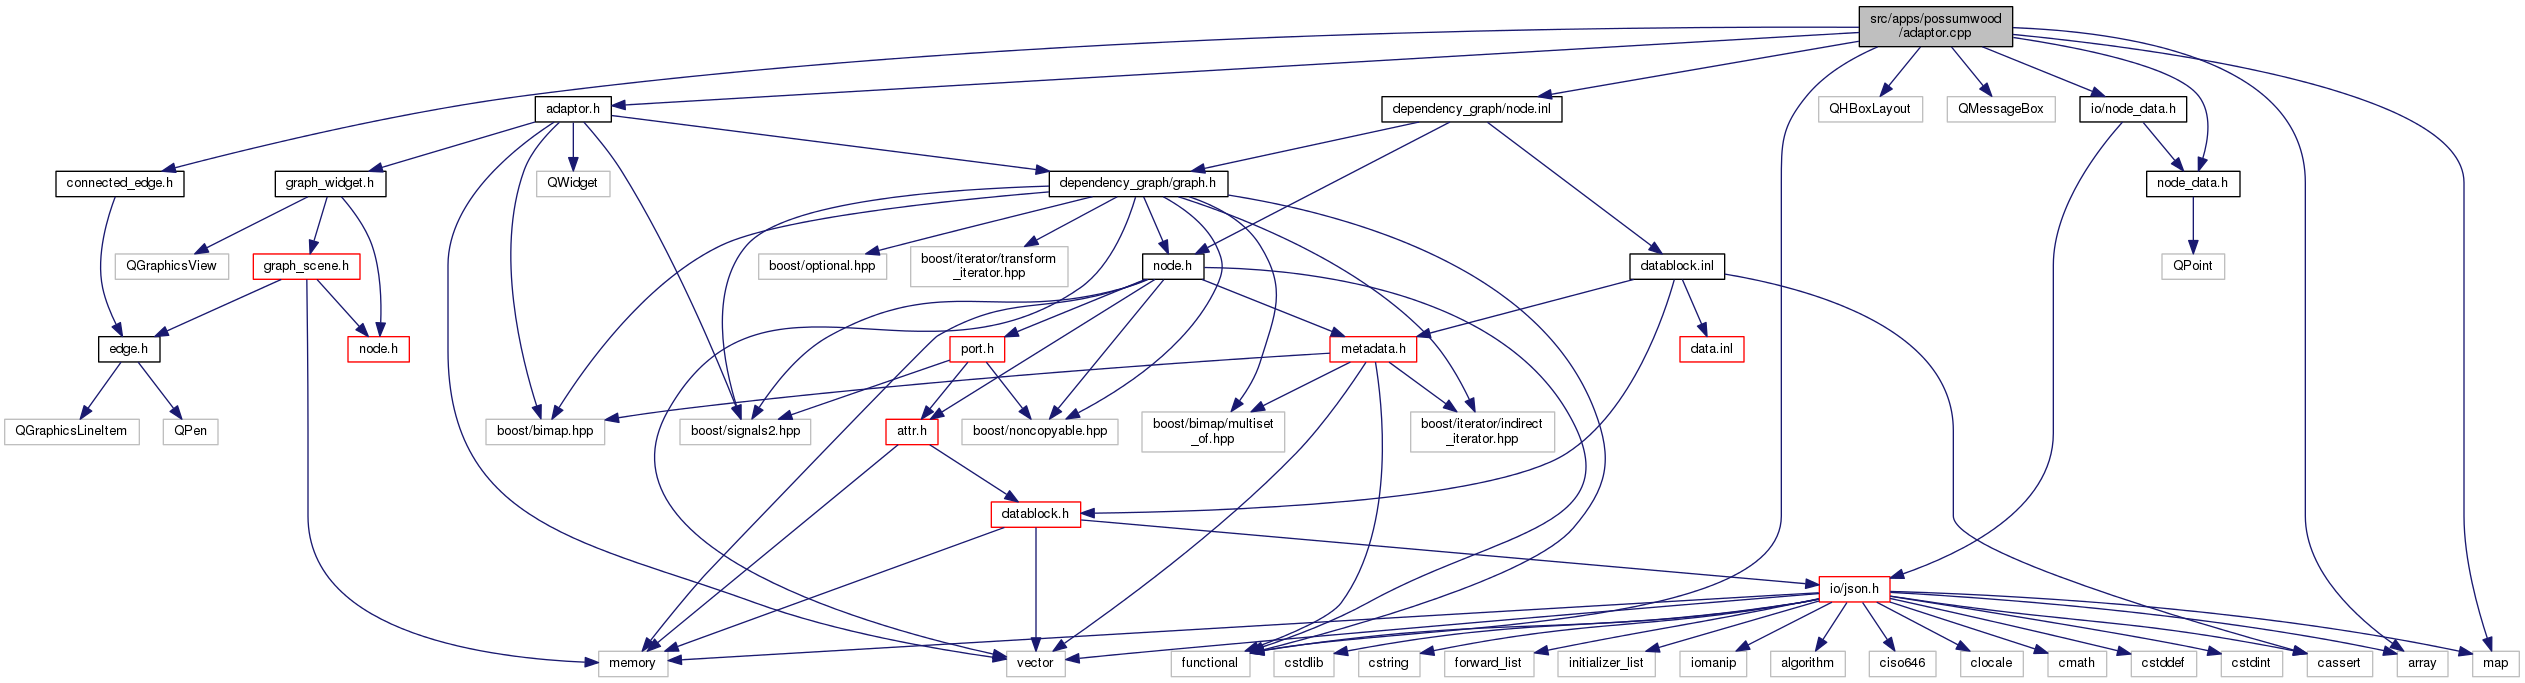 src/apps/possumwood
/adaptor.cpp
adaptor.h
dependency_graph/node.inl
QHBoxLayout
QMessageBox
io/node_data.h
connected_edge.h
graph_widget.h
QWidget
dependency_graph/graph.h
node_data.h
QGraphicsView
graph_scene.h
boost/optional.hpp
boost/iterator/transform
_iterator.hpp
node.h
datablock.inl
QPoint
edge.h
node.h
port.h
metadata.h
data.inl
QGraphicsLineItem
QPen
boost/bimap.hpp
boost/signals2.hpp
attr.h
boost/noncopyable.hpp
boost/bimap/multiset
_of.hpp
boost/iterator/indirect
_iterator.hpp
datablock.h
io/json.h
memory
vector
functional
cstdlib
cstring
forward_list
initializer_list
iomanip
algorithm
ciso646
clocale
cmath
cstddef
cstdint
cassert
array
map